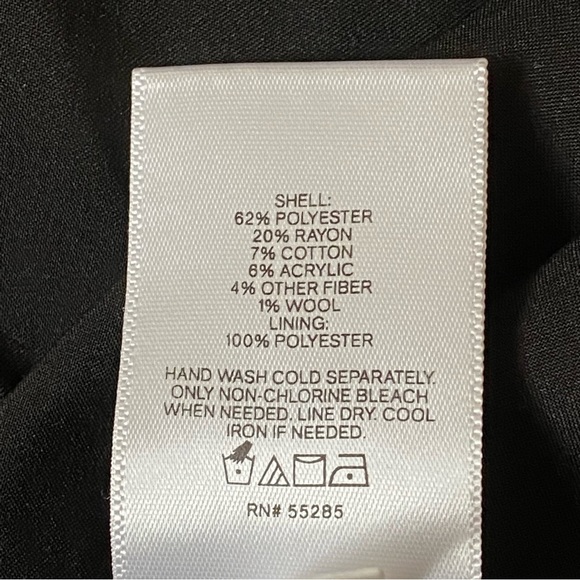 SHELL:
62% POLYESTER
20% RAYON
7% COTTON
6% ACRYLIC
4% OTHER FIBER
1% WOOL
LINING:
100% POLYESTER
HAND WASH COLD SEPARATELY.
ONLY NON-CHLORINE BLEACH
WHEN NEEDED. LINE DRY. COOL
IRON IF NEEDED.
RN# 55285